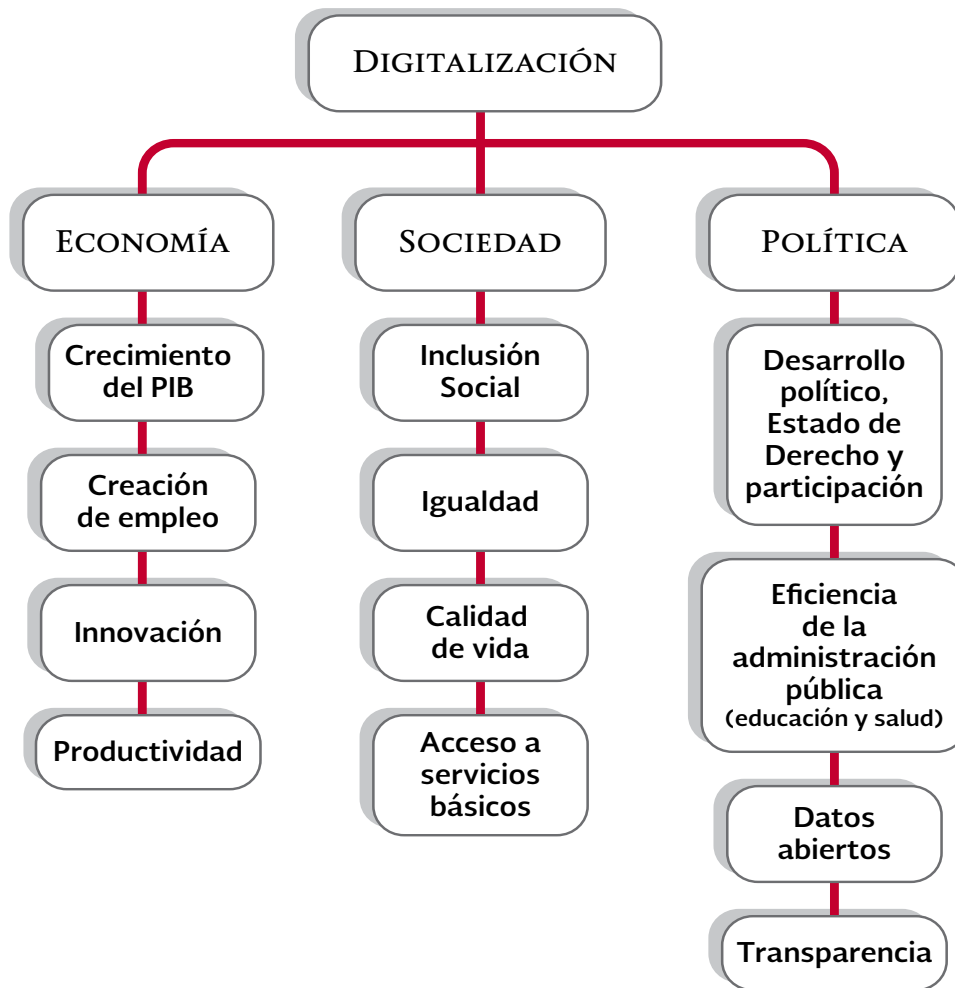 DIGITALIZACIÓN
ECONOMÍA
Crecimiento
del PIB
Creación
de empleo
Innovación
Productividad
SOCIEDAD
Inclusión
Social
Igualdad
Calidad
de vida
Acceso a
servicios
básicos
POLÍTICA
Desarrollo
político,
Estado de
Derecho y
participación
Eficiencia
de la
administración
pública
(educación y salud)
Datos
abiertos
Transparencia